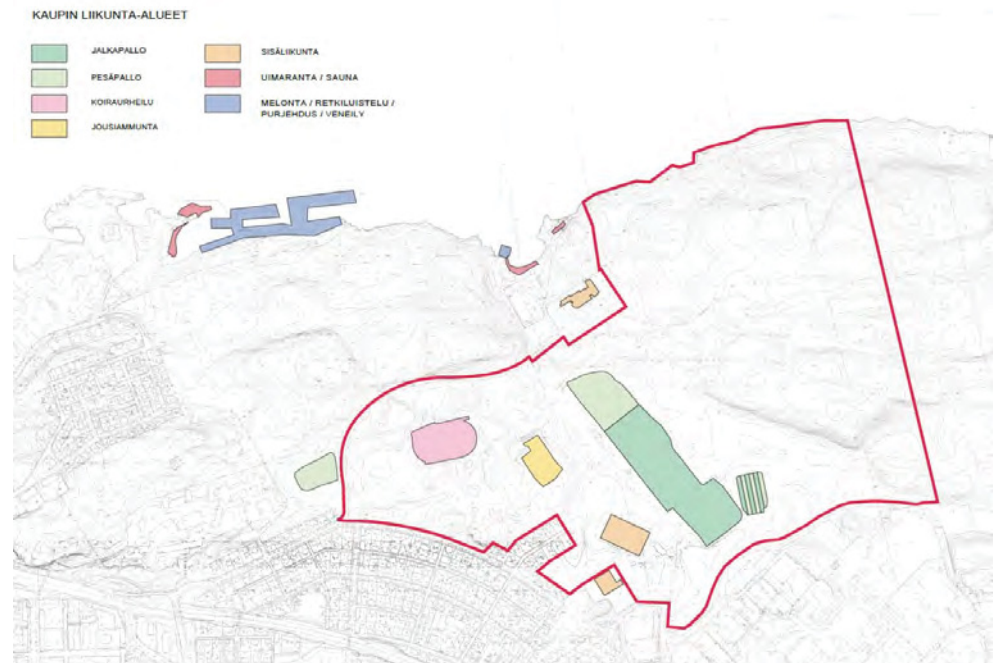 KAUPIN LIIKUNTA-ALUEET
JALKAPALLO
PESÄPALLO
KOIRAURHEILU
JOUSIAMMUNTA
SISÄLIIKUNTA
UIMARANTA / SAUNA
MELONTA / RETKILUISTELU /
PURJEHDUS / VENEILY